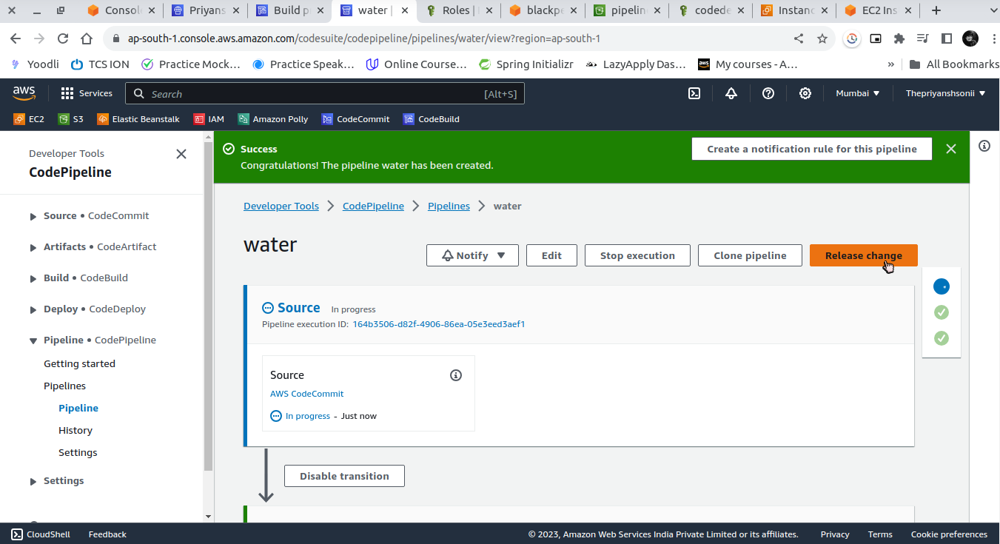 Consol
Priyans
Build p
water |
Roles |
blackpe
pipelin
codede
Instanc
EC2 Ins
ap-south-1.console.aws.amazon.com/codesuite/codepipeline/pipelines/water/view?region=ap-south-1
Yoodli
TCS ION
Practice Mock...
Practice Speak...
Online Course...
Spring Initializr
LazyApply Das...
My courses - A...
»
All Bookmarks
aws
Services
Search
[Alt+S]
Mumbai
Thepriyanshsonii
EC2
S3
Elastic Beanstalk
IAM
Amazon Polly
CodeCommit
CodeBuild
Developer Tools
CodePipeline
Source • CodeCommit
Artifacts • CodeArtifact
Build • CodeBuild
Deploy • CodeDeploy
Pipeline • CodePipeline
Getting started
Pipelines
Pipeline
History
Settings
Settings
Success
Congratulations! The pipeline water has been created.
Create a notification rule for this pipeline
Developer Tools
CodePipeline
Pipelines
water
water
Notify
Edit
Stop execution
Clone pipeline
Release change
Source
In progress
Pipeline execution ID: 164b3506-d82f-4906-86ea-05e3eed3aef1
Source
AWS CodeCommit
In progress - Just now
Disable transition
CloudShell
Feedback
© 2023, Amazon Web Services India Private Limited or its affiliates.
Privacy
Terms
Cookie preferences